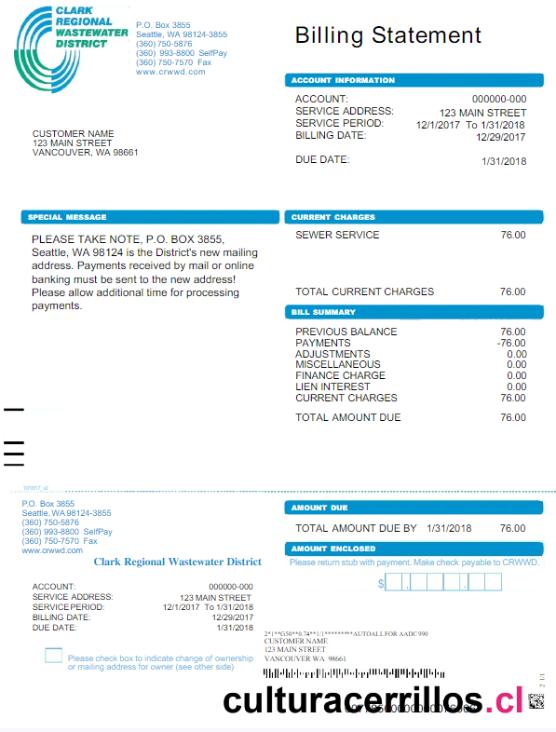 CLARK
REGIONAL
WASTEWATER
DISTRICT
P.O. Box 3855
Seattle, WA 98124-3855
(360) 750-5876
(360) 993-8800 SelfPay
(360) 750-7570 Fax
www.crwwd.com
Billing Statement
ACCOUNT INFORMATION
ACCOUNT: 000000-000
SERVICE ADDRESS: 123 MAIN STREET
SERVICE PERIOD: 12/1/2017 To 1/31/2018
BILLING DATE: 12/29/2017
DUE DATE: 1/31/2018
CUSTOMER NAME
123 MAIN STREET
VANCOUVER, WA 98661
SPECIAL MESSAGE
PLEASE TAKE NOTE, P.O. BOX 3855,
Seattle, WA 98124 is the District's new mailing
address. Payments received by mail or online
banking must be sent to the new address!
Please allow additional time for processing
payments.
CURRENT CHARGES
SEWER SERVICE 76.00
TOTAL CURRENT CHARGES 76.00
BILL SUMMARY
PREVIOUS BALANCE 76.00
PAYMENTS -76.00
ADJUSTMENTS 0.00
MISCELLANEOUS 0.00
FINANCE CHARGE 0.00
LIEN INTEREST 0.00
CURRENT CHARGES 76.00
TOTAL AMOUNT DUE 76.00
P.O. Box 3855
Seattle, WA 98124-3855
(360) 750-5876
(360) 993-8800 SelfPay
(360) 750-7570 Fax
www.crwwd.com
Clark Regional Wastewater District
ACCOUNT: 000000-000
SERVICE ADDRESS: 123 MAIN STREET
SERVICE PERIOD: 12/1/2017 To 1/31/2018
BILLING DATE: 12/29/2017
DUE DATE: 1/31/2018
Please check box to indicate change of ownership
or mailing address for owner (see other side)
AMOUNT DUE
TOTAL AMOUNT DUE BY 1/31/2018 76.00
AMOUNT ENCLOSED
Please return stub with payment. Make check payable to CRWWD.
$
2*1**G50**0.74**1/1*********AUTOALL FOR AADC 990
CUSTOMER NAME
123 MAIN STREET
VANCOUVER WA 98661
culturacerrillos.cl